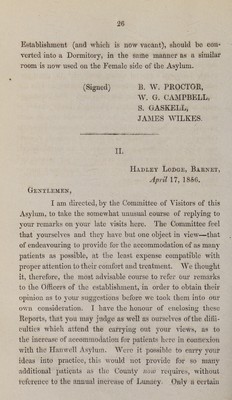 26
Establishment (and which is now vacant), should be con-
verted into a Dormitory, in the same manner as a similar
room is now used on the Female side of the Asylum.
(Signed) B. W. PROCTOR,
W. G. CAMPBELL,
S. GASKELL,
JAMES WILKES.
II.
HADLEY LODGE, BARNET,
April 17, 1856.
GENTLEMEN,
I am directed, by the Committee of Visitors of this
Asylum, to take the somewhat unusual course of replying to
your remarks on your late visits here. The Committee feel
that yourselves and they have but one object in view—that
of endeavouring to provide for the accommodation of as many
patients as possible, at the least expense compatible with
proper attention to their comfort and treatment. We thought
it, therefore, the most advisable course to refer our remarks
to the Officers of the establishment, in order to obtain their
opinion as to your suggestions before we took them into our
own consideration. I have the honour of enclosing these
Reports, that you may judge as well as ourselves of the diffi-
culties which attend the carrying out your views, as to
the increase of accommodation for patients here in connexion
with the Hanwell Asylum. Were it possible to carry your
ideas into practice, this would not provide for so many
additional patients as the County now requires, without
reference to the annual increase of Lunacy. Only a certain